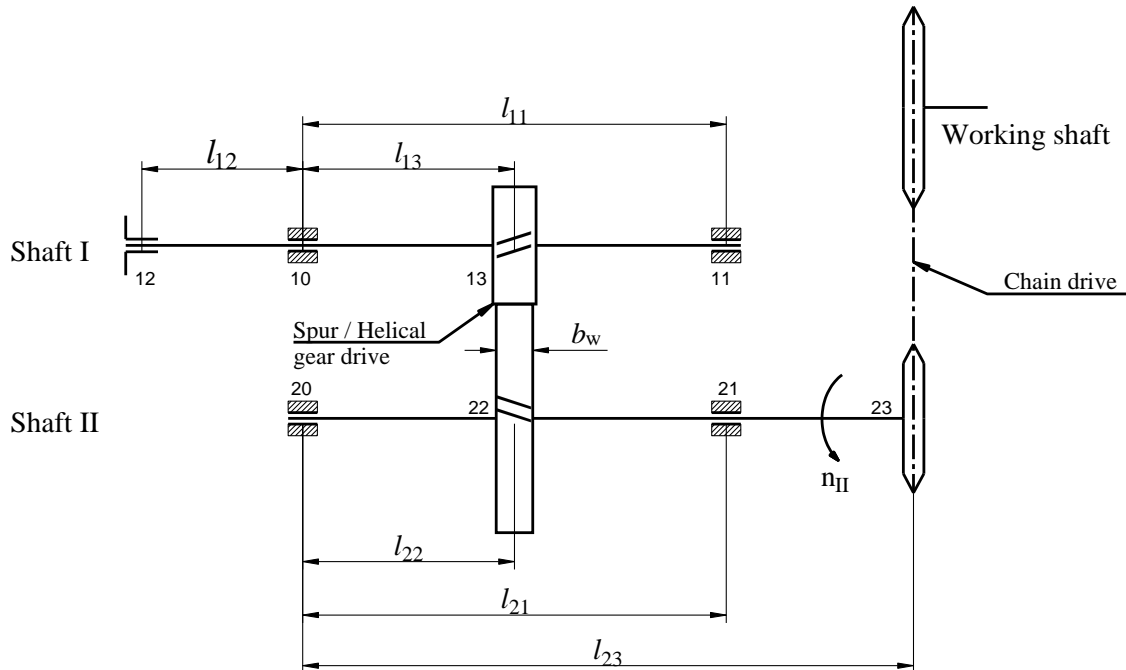 l11
Working shaft
l12
l13
Shaft I
12
10
13
11
Chain drive
Spur / Helical
gear drive
bw
20
21
Shaft II
22
23
nII
l22
l21
l23